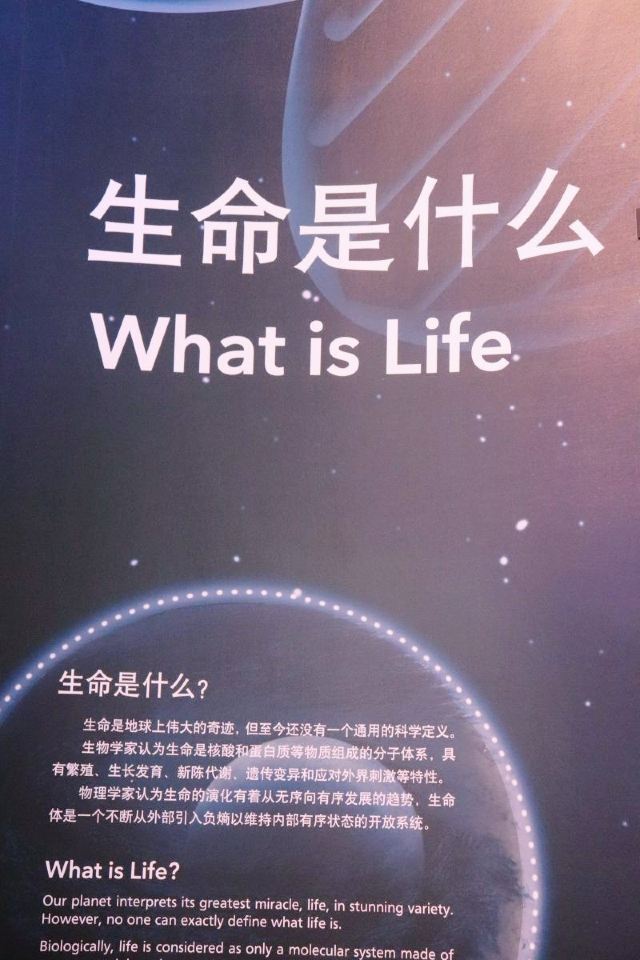 生命是什么
What is Life
生命是什么?
生命是地球上伟大的奇迹，但至今还没有一个通用的科学定义。
生物学家认为生命是核酸和蛋白质等物质组成的分子体系，具
有繁殖、生长发育、新陈代谢、遗传变异和应对外界刺激等特性。
物理学家认为生命的演化有着从无序向有序发展的趋势，生命
体是一个不断从外部引入负熵以维持内部有序状态的开放系统。
What is Life?
Our planet interprets its greatest miracle, life, in stunning variety.
However, no one can exactly define what life is.
Biologically, life is considered as only a molecular system made of